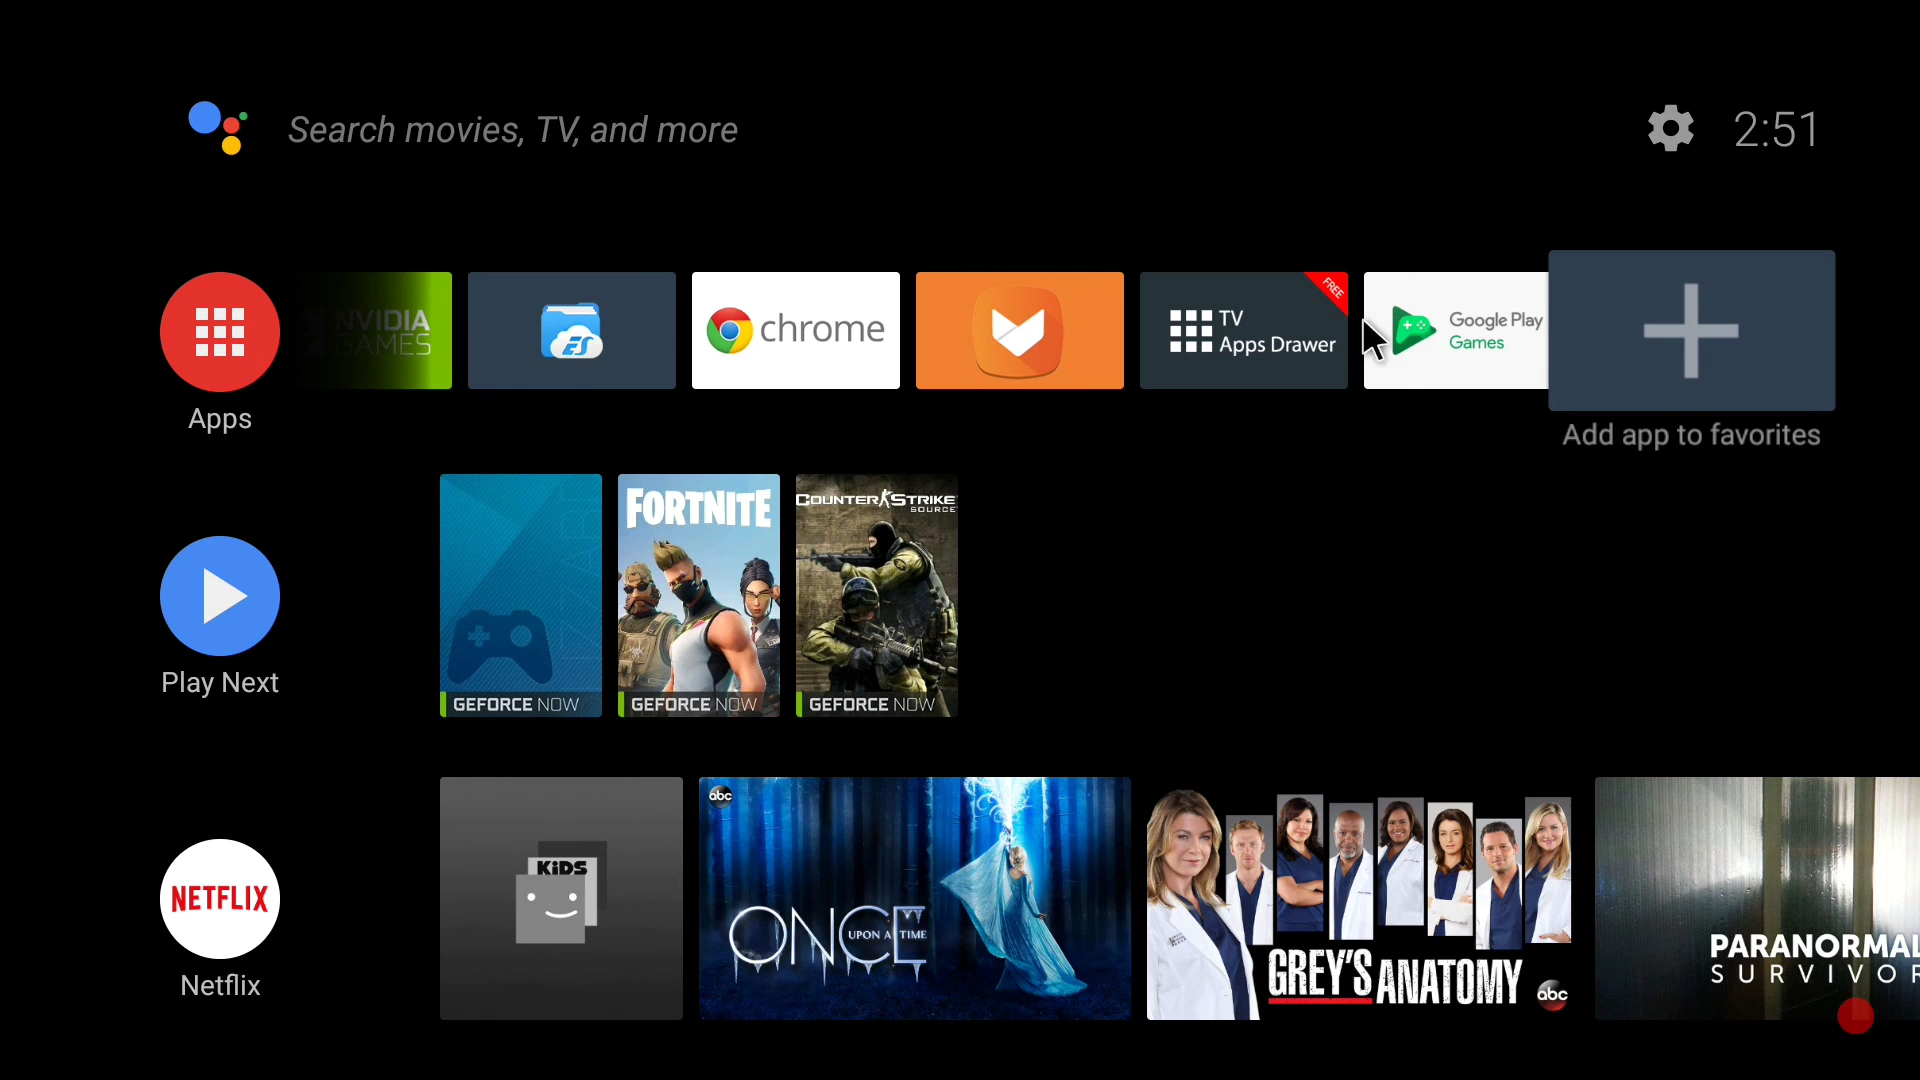 Search movies, TV, and more
2:51
NVIDIA
GAMES
ES
chrome
TV
Apps Drawer
FREE
Google Play
Games
Apps
Add app to favorites
FORTNITE
COUNTER STRIKE
SOURCE
GEFORCE NOW
GEFORCE NOW
GEFORCE NOW
Play Next
abc
KiDS
NETFLIX
ONCE
UPON A TIME
GREY'S ANATOMY
abc
PARANORMAL
SURVIVOR
Netflix